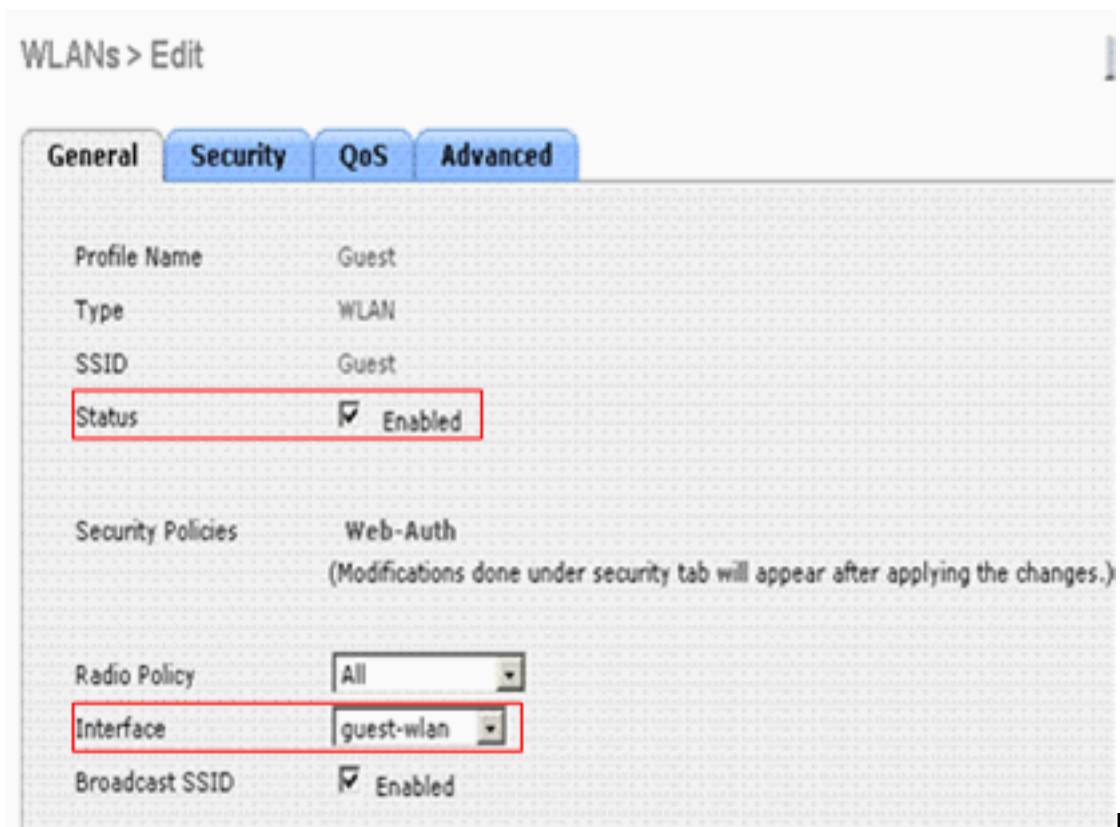 WLANs > Edit
General Security QoS Advanced
Profile Name Guest
Type WLAN
SSID Guest
Status Enabled
Security Policies Web-Auth
(Modifications done under security tab will appear after applying the changes.)
Radio Policy All
Interface guest-wlan
Broadcast SSID Enabled